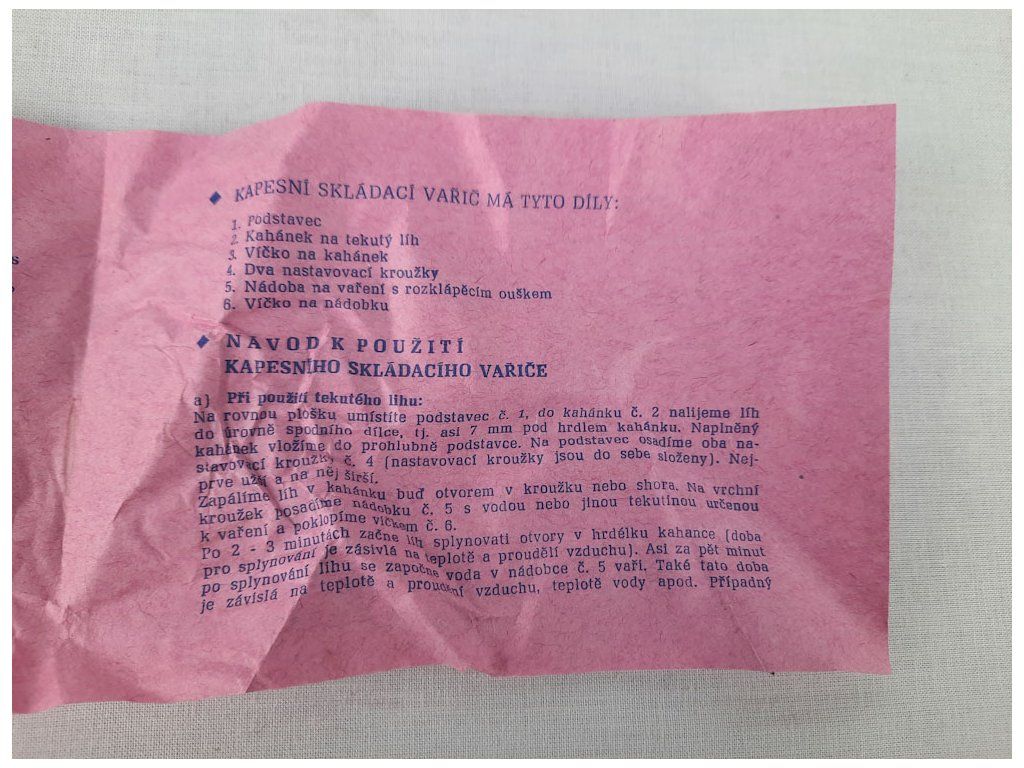 ◆ KAPESNÍ SKLÁDACÍ VAŘIČ MÁ TYTO DÍLY:
1. Podstavec
2. Kahánek na tekutý líh
3. Víčko na kahánek
4. Dva nastavovací kroužky
5. Nádoba na vaření s rozklápěcím ouškem
6. Víčko na nádobku
◆ NÁVOD K POUŽITÍ
KAPESNÍHO SKLÁDACÍHO VAŘIČE
a) Při použití tekutého lihu:
Na rovnou plošku umístíte podstavec č. 1, do kahánku č. 2 nalijeme líh
do úrovně spodního dílce, tj. asi 7 mm pod hrdlem kahánku. Naplněný
kahánek vložíme do prohlubně podstavce. Na podstavec osadíme oba na-
stavovací kroužky č. 4 (nastavovací kroužky jsou do sebe složeny). Nej-
prve užší a na něj širší.
Zapálíme líh v kahánku buď otvorem v kroužku nebo shora. Na vrchní
kroužek posadíme nádobku č. 5 s vodou nebo jinou tekutinou určenou
k vaření a poklopíme víčkem č. 6.
Po 2 - 3 minutách začne líh splynovati otvory v hrdélku kahance (doba
pro splynování je zásivlá na teplotě a proudělí vzduchu). Asi za pět minut
po splynování líhu se započne voda v nádobce č. 5 vaři. Také tato doba
je závislá na teplotě a proudění vzduchu, teplotě vody apod. Případný
s